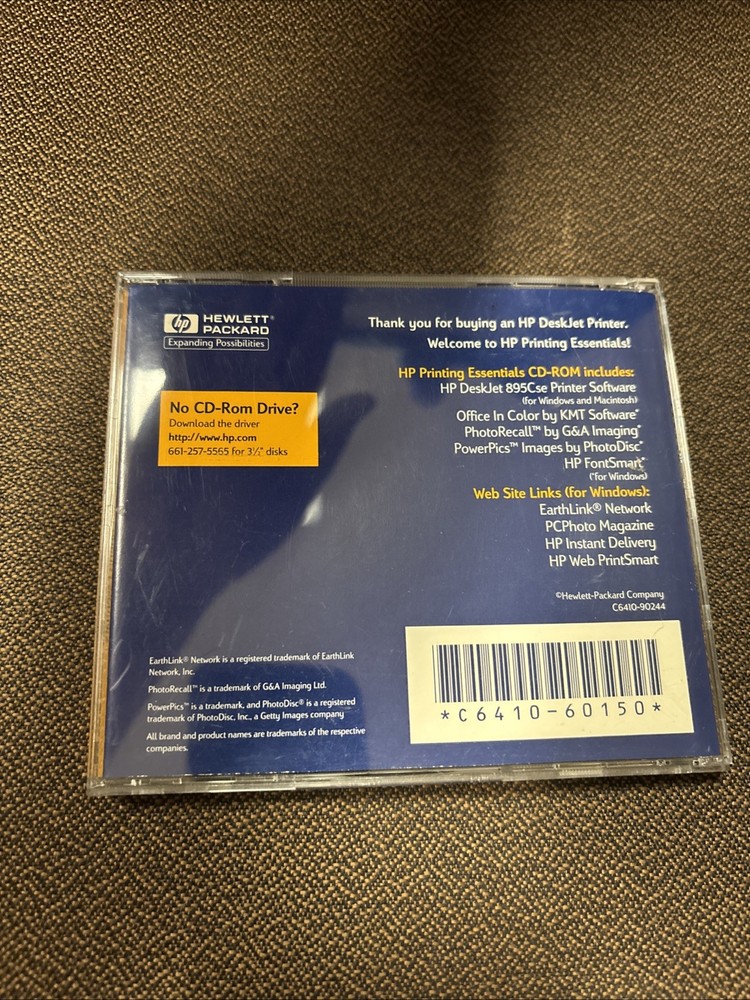 hp HEWLETT®
PACKARD
Expanding Possibilities
Thank you for buying an HP DeskJet Printer.
Welcome to HP Printing Essentials!
No CD-Rom Drive?
Download the driver
http://www.hp.com
661-257-5565 for 3½" disks
HP Printing Essentials CD-ROM includes:
HP DeskJet 895Cse Printer Software
(for Windows and Macintosh)
Office In Color by KMT Software*
PhotoRecall™ by G&A Imaging*
PowerPics™ Images by PhotoDisc*
HP FontSmart*
(*for Windows)
Web Site Links (for Windows):
EarthLink® Network
PCPhoto Magazine
HP Instant Delivery
HP Web PrintSmart
©Hewlett-Packard Company
C6410-90244
EarthLink® Network is a registered trademark of EarthLink
Network, Inc.
PhotoRecall™ is a trademark of G&A Imaging Ltd.
PowerPics™ is a trademark, and PhotoDisc® is a registered
trademark of PhotoDisc, Inc., a Getty Images company
All brand and product names are trademarks of the respective
companies.
*C6410-60150*